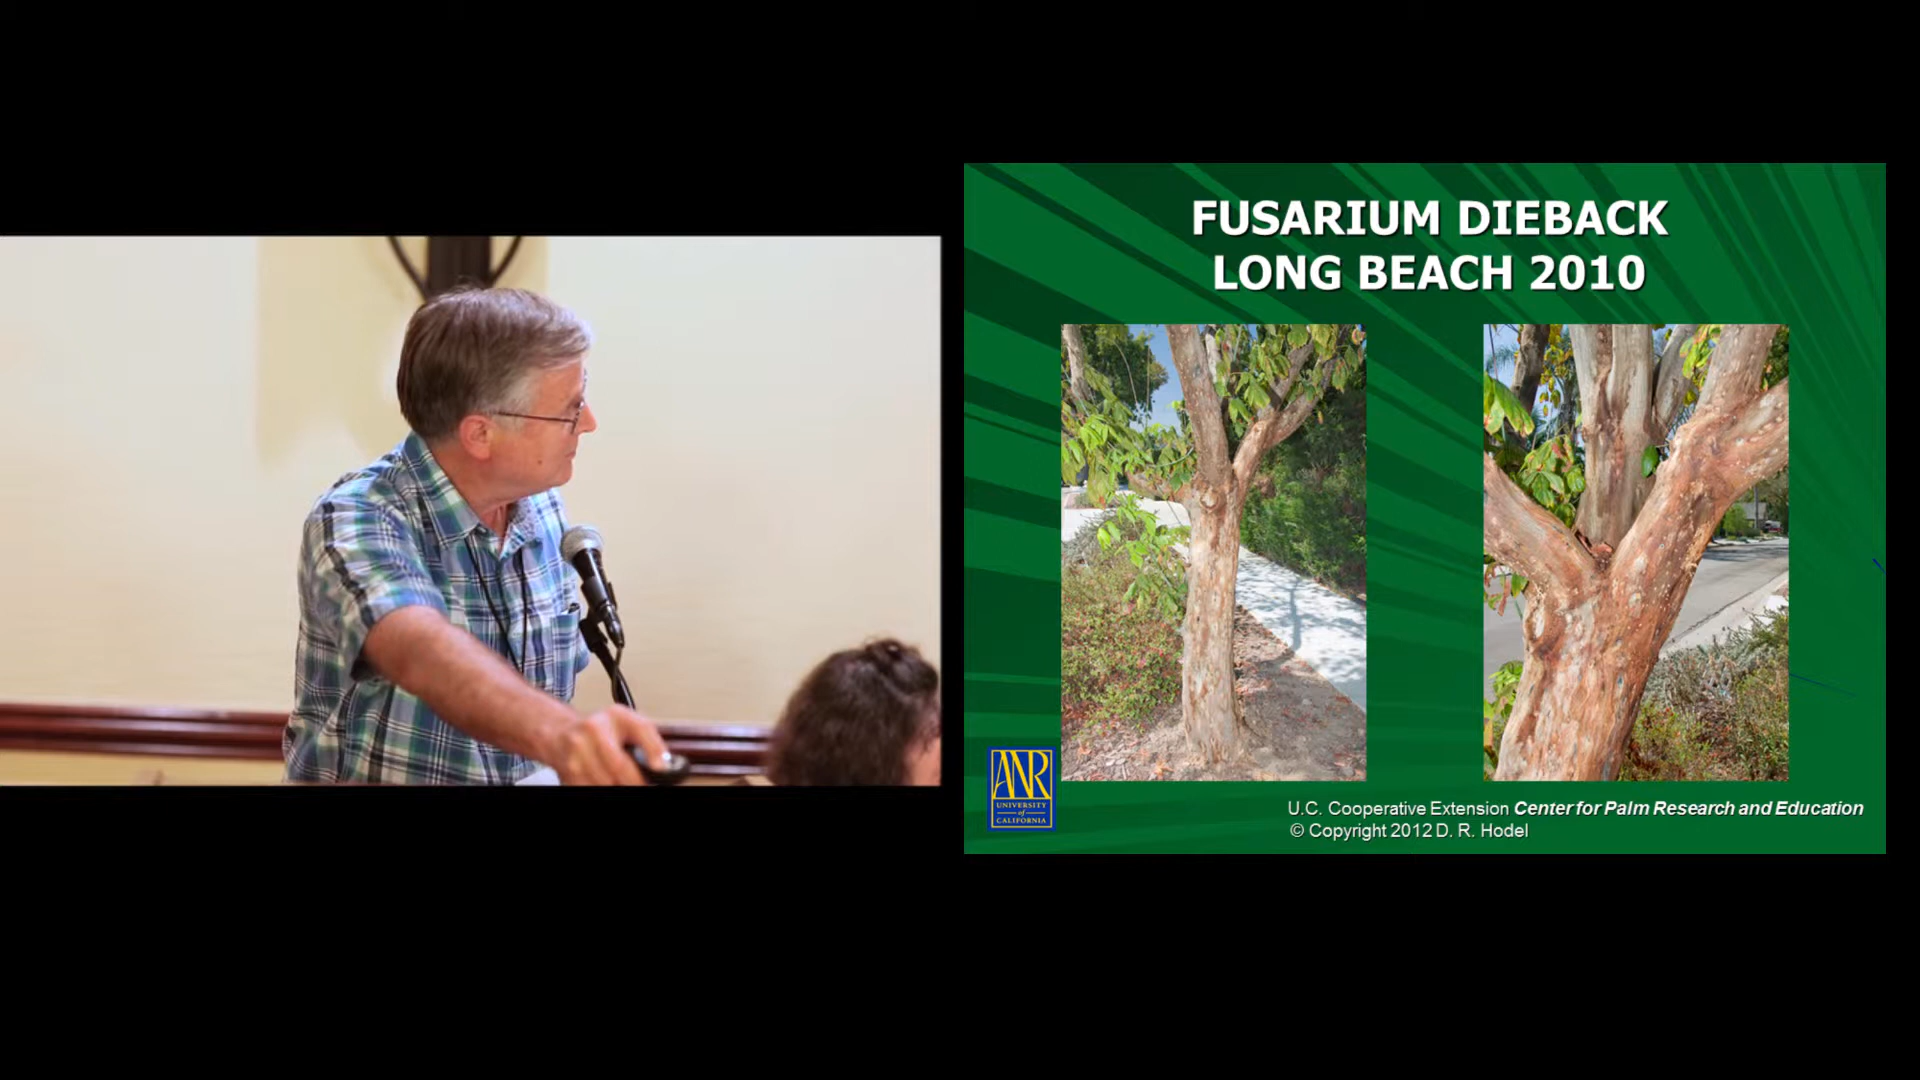 FUSARIUM DIEBACK
LONG BEACH 2010
ANR
UNIVERSITY
of
CALIFORNIA
U.C. Cooperative Extension Center for Palm Research and Education
© Copyright 2012 D. R. Hodel